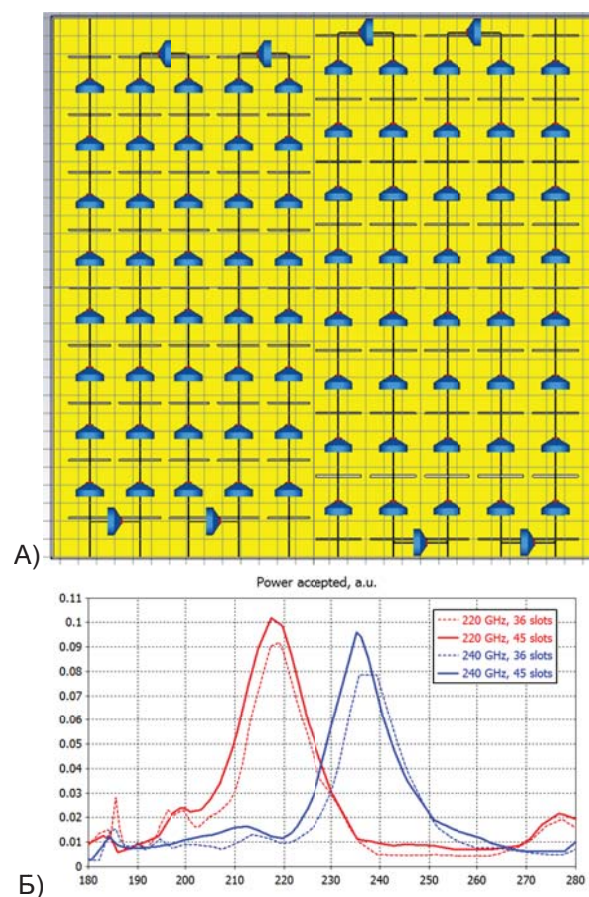 А)
Power accepted, a.u.
0.11
0.1
0.09
0.08
0.07
0.06
0.05
0.04
0.03
0.02
0.01
0
220 GHz, 36 slots
220 GHz, 45 slots
240 GHz, 36 slots
240 GHz, 45 slots
180 190 200 210 220 230 240 250 260 270 280
Б)